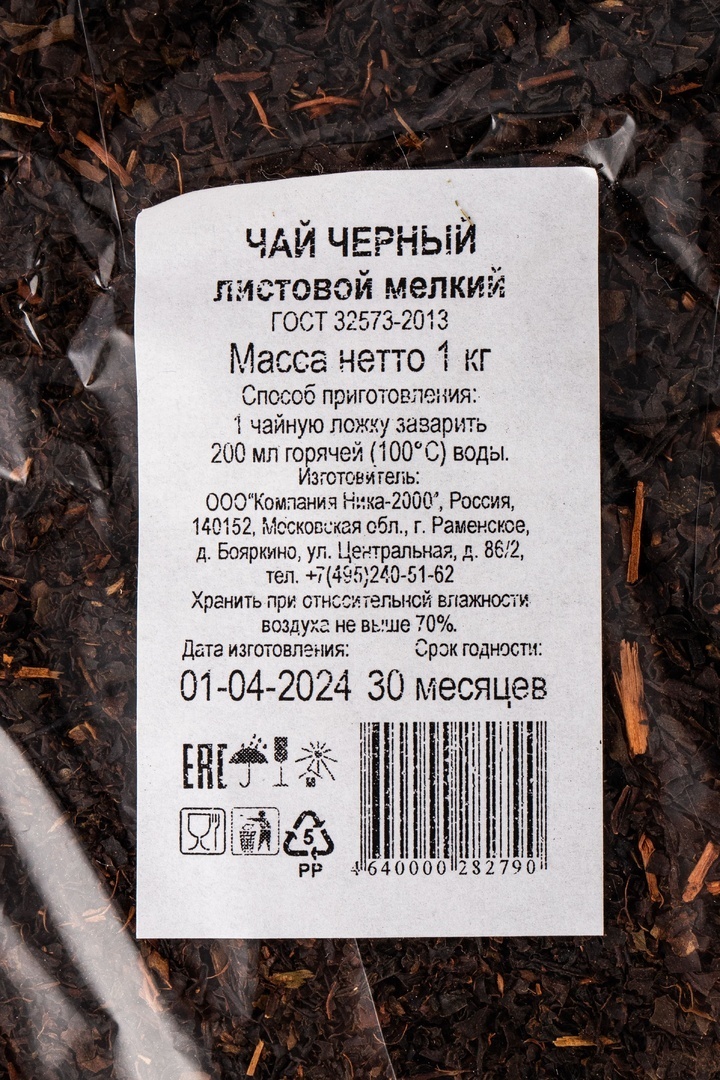 ЧАЙ ЧЕРНЫЙ
листовой мелкий
ГОСТ 32573-2013
Масса нетто 1 кг
Способ приготовления:
1 чайную ложку заварить
200 мл горячей (100°С) воды.
Изготовитель:
ООО"Компания Ника-2000", Россия,
140152, Московская обл., г. Раменское,
д. Бояркино, ул. Центральная, д. 86/2,
тел. +7(495)240-51-62
Хранить при относительной влажности
воздуха не выше 70%.
Дата изготовления: Срок годности:
01-04-2024 30 месяцев
EAC
5
PP
4 640000 282790